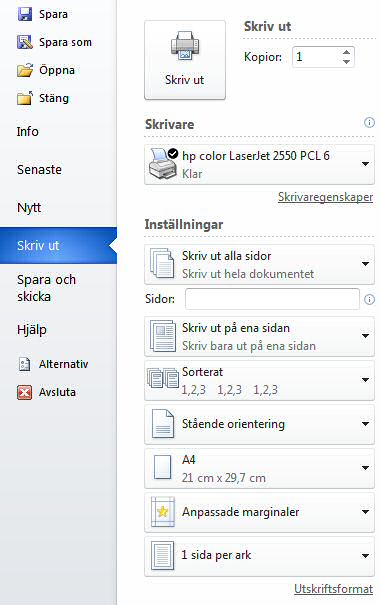 Spara
Spara som
Öppna
Stäng
Info
Senaste
Nytt
Skriv ut
Spara och
skicka
Hjälp
Alternativ
Avsluta
Skriv ut
Skriv ut
Kopior: 1
Skrivare
hp color LaserJet 2550 PCL 6
Klar
Skrivaregenskaper
Inställningar
Skriv ut alla sidor
Skriv ut hela dokumentet
Sidor:
Skriv ut på ena sidan
Skriv bara ut på ena sidan
Sorterat
1,2,3 1,2,3 1,2,3
Stående orientering
A4
21 cm x 29,7 cm
Anpassade marginaler
1 sida per ark
Utskriftsformat